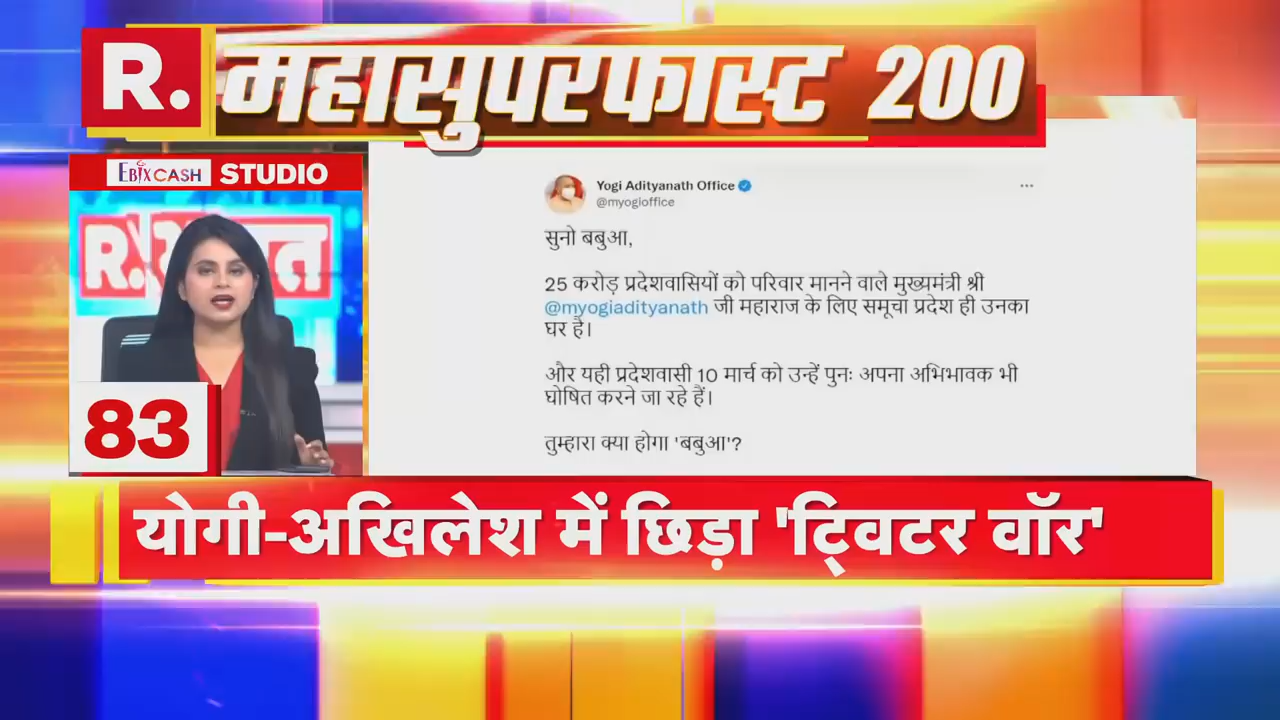 R. महासुपरफास्ट 200
EBIXCASH STUDIO
R. भारत
83
Yogi Adityanath Office
@myogioffice
सुनो बबुआ,
25 करोड़ प्रदेशवासियों को परिवार मानने वाले मुख्यमंत्री श्री
@myogiadityanath जी महाराज के लिए समूचा प्रदेश ही उनका
घर है।
और यही प्रदेशवासी 10 मार्च को उन्हें पुनः अपना अभिभावक भी
घोषित करने जा रहे हैं।
तुम्हारा क्या होगा 'बबुआ'?
योगी-अखिलेश में छिड़ा 'ट्विटर वॉर'